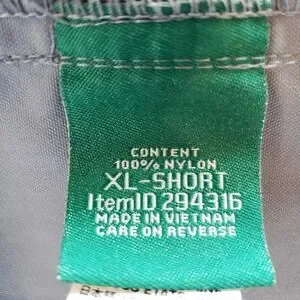 CONTENT
100% NYLON
XL-SHORT
ItemID 294316
MADE IN VIETNAM
CARE ON REVERSE